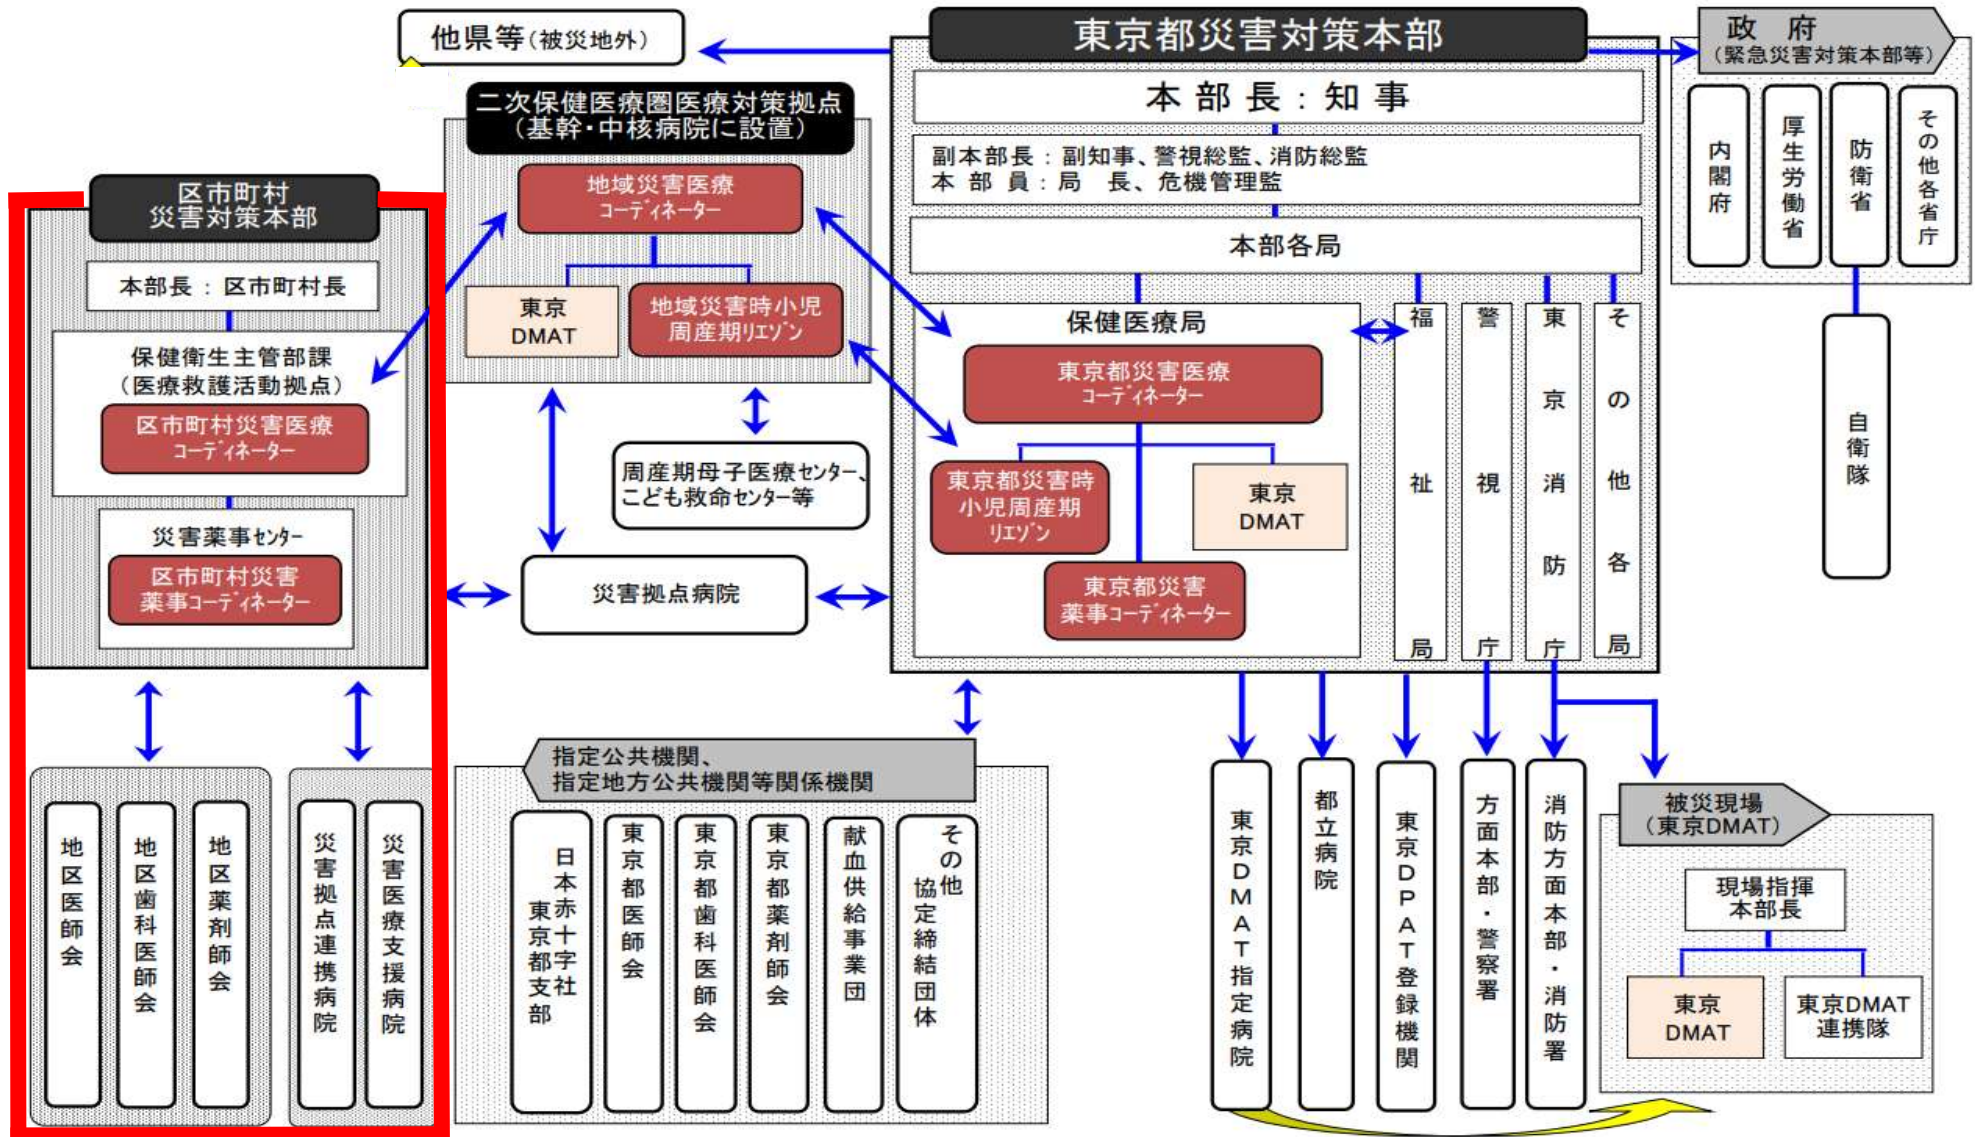 他県等(被災地外)
東京都災害対策本部
政 府
(緊急災害対策本部等)
内閣府
厚生労働省
防衛省
その他各省庁
自衛隊
本 部 長 : 知 事
副本部長:副知事、警視総監、消防総監
本 部 員:局 長、危機管理監
本部各局
保健医療局
東京都災害医療
コーディネーター
東京都災害時
小児周産期
リエゾン
東京
DMAT
東京都災害
薬事コーディネーター
福祉局
警視庁
東京消防庁
その他各局
二次保健医療圏医療対策拠点
(基幹・中核病院に設置)
地域災害医療
コーディネーター
東京
DMAT
地域災害時小児
周産期リエゾン
周産期母子医療センター、
こども救命センター等
災害拠点病院
区市町村
災害対策本部
本部長:区市町村長
保健衛生主管部課
(医療救護活動拠点)
区市町村災害医療
コーディネーター
災害薬事センター
区市町村災害
薬事コーディネーター
地区医師会
地区歯科医師会
地区薬剤師会
災害拠点連携病院
災害医療支援病院
指定公共機関、
指定地方公共機関等関係機関
日本赤十字社
東京都支部
東京都医師会
東京都歯科医師会
東京都薬剤師会
献血供給事業団
その他
協定締結団体
東京DMAT指定病院
都立病院
東京DPAT登録機関
方面本部・警察署
消防方面本部・消防署
被災現場
(東京DMAT)
現場指揮
本部長
東京
DMAT
東京DMAT
連携隊